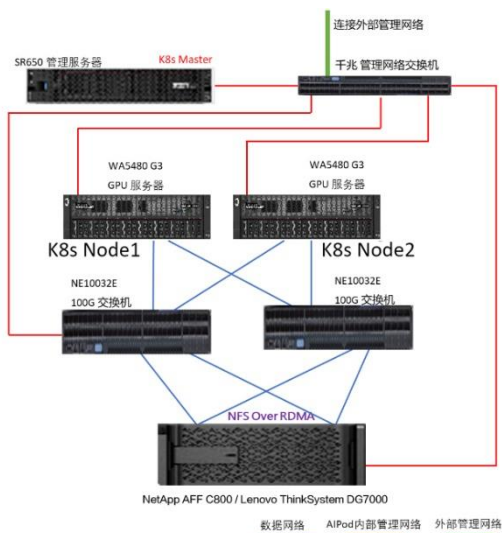 连接外部管理网络
SR650 管理服务器
K8s Master
千兆 管理网络交换机
WA5480 G3
GPU 服务器
WA5480 G3
GPU 服务器
K8s Node1
K8s Node2
NE10032E
100G 交换机
NE10032E
100G 交换机
NFS Over RDMA
NetApp AFF C800 / Lenovo ThinkSystem DG7000
数据网络
AIPod内部管理网络
外部管理网络